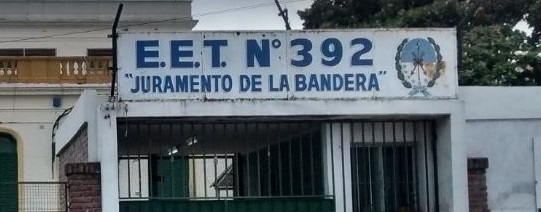 E.E.T. N° 392
"JURAMENTO DE LA BANDERA"